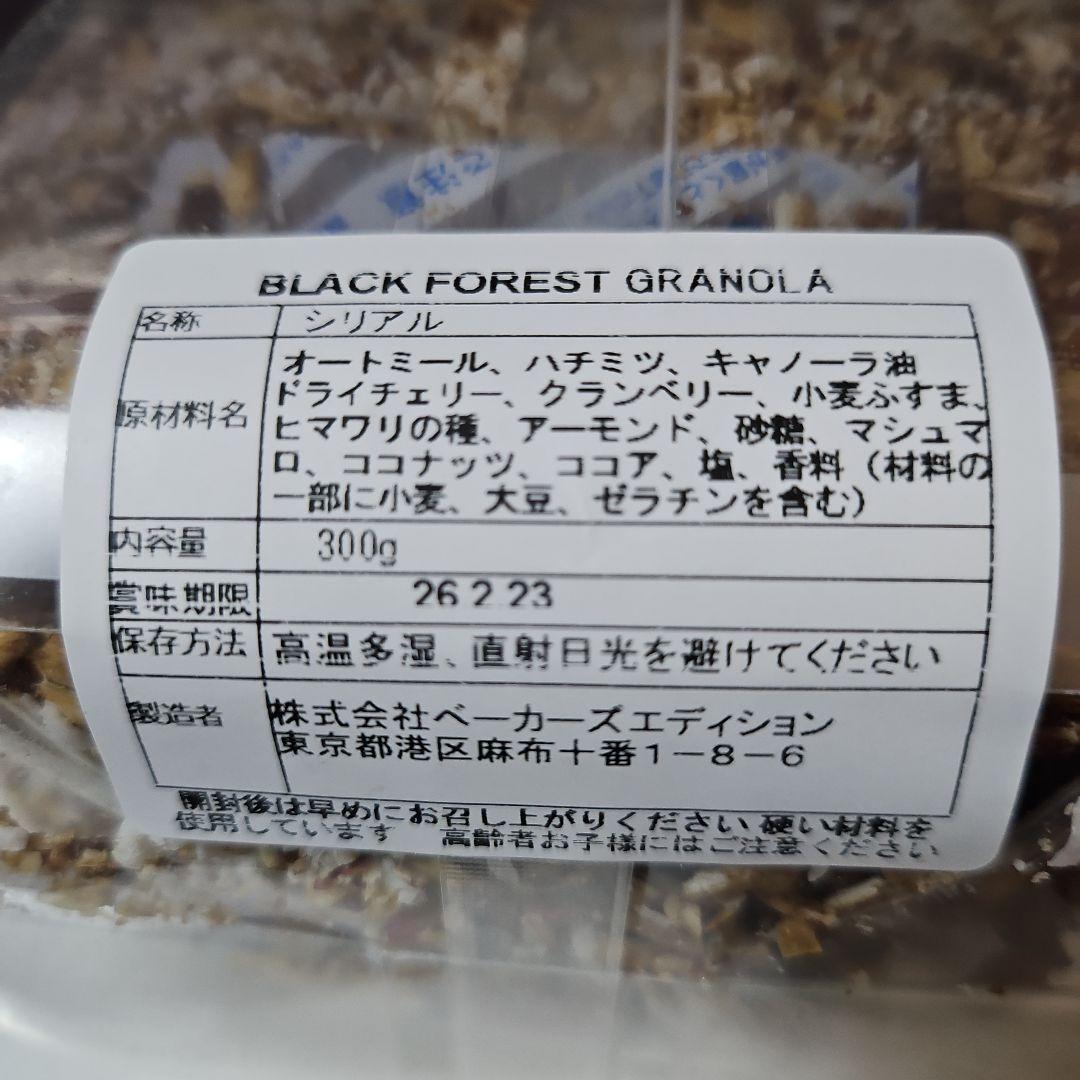 BLACK FOREST GRANOLA
名称 シリアル
原材料名 オートミール、ハチミツ、キャノーラ油
ドライチェリー、クランベリー、小麦ふすま、
ヒマワリの種、アーモンド、砂糖、マシュマ
ロ、ココナッツ、ココア、塩、香料（材料の
一部に小麦、大豆、ゼラチンを含む）
内容量 300g
賞味期限 26 2 23
保存方法 高温多湿、直射日光を避けてください
製造者 株式会社ベーカーズエディション
東京都港区麻布十番1－8－6
開封後は早めにお召し上がりください 硬い材料を
使用しています 高齢者お子様にはご注意ください